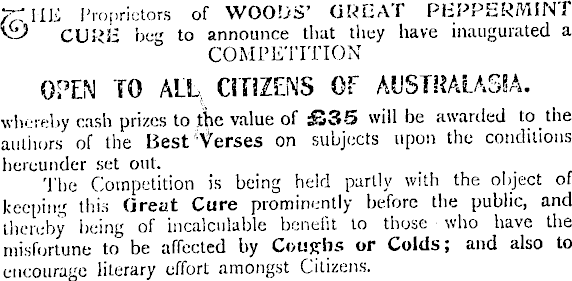 THE Proprietors of WOODS' GREAT PEPPERMINT
CURE beg to announce that they have inaugurated a
COMPETITION
OPEN TO ALL CITIZENS OF AUSTRALASIA.
whereby cash prizes to the value of £35 will be awarded to the
authors of the Best Verses on subjects upon the conditions
hereunder set out.
The Competition is being held partly with the object of
keeping this Great Cure prominently before the public, and
thereby being of incalculable benefit to those who have the
misfortune to be affected by Coughs or Colds; and also to
encourage literary effort amongst Citizens.